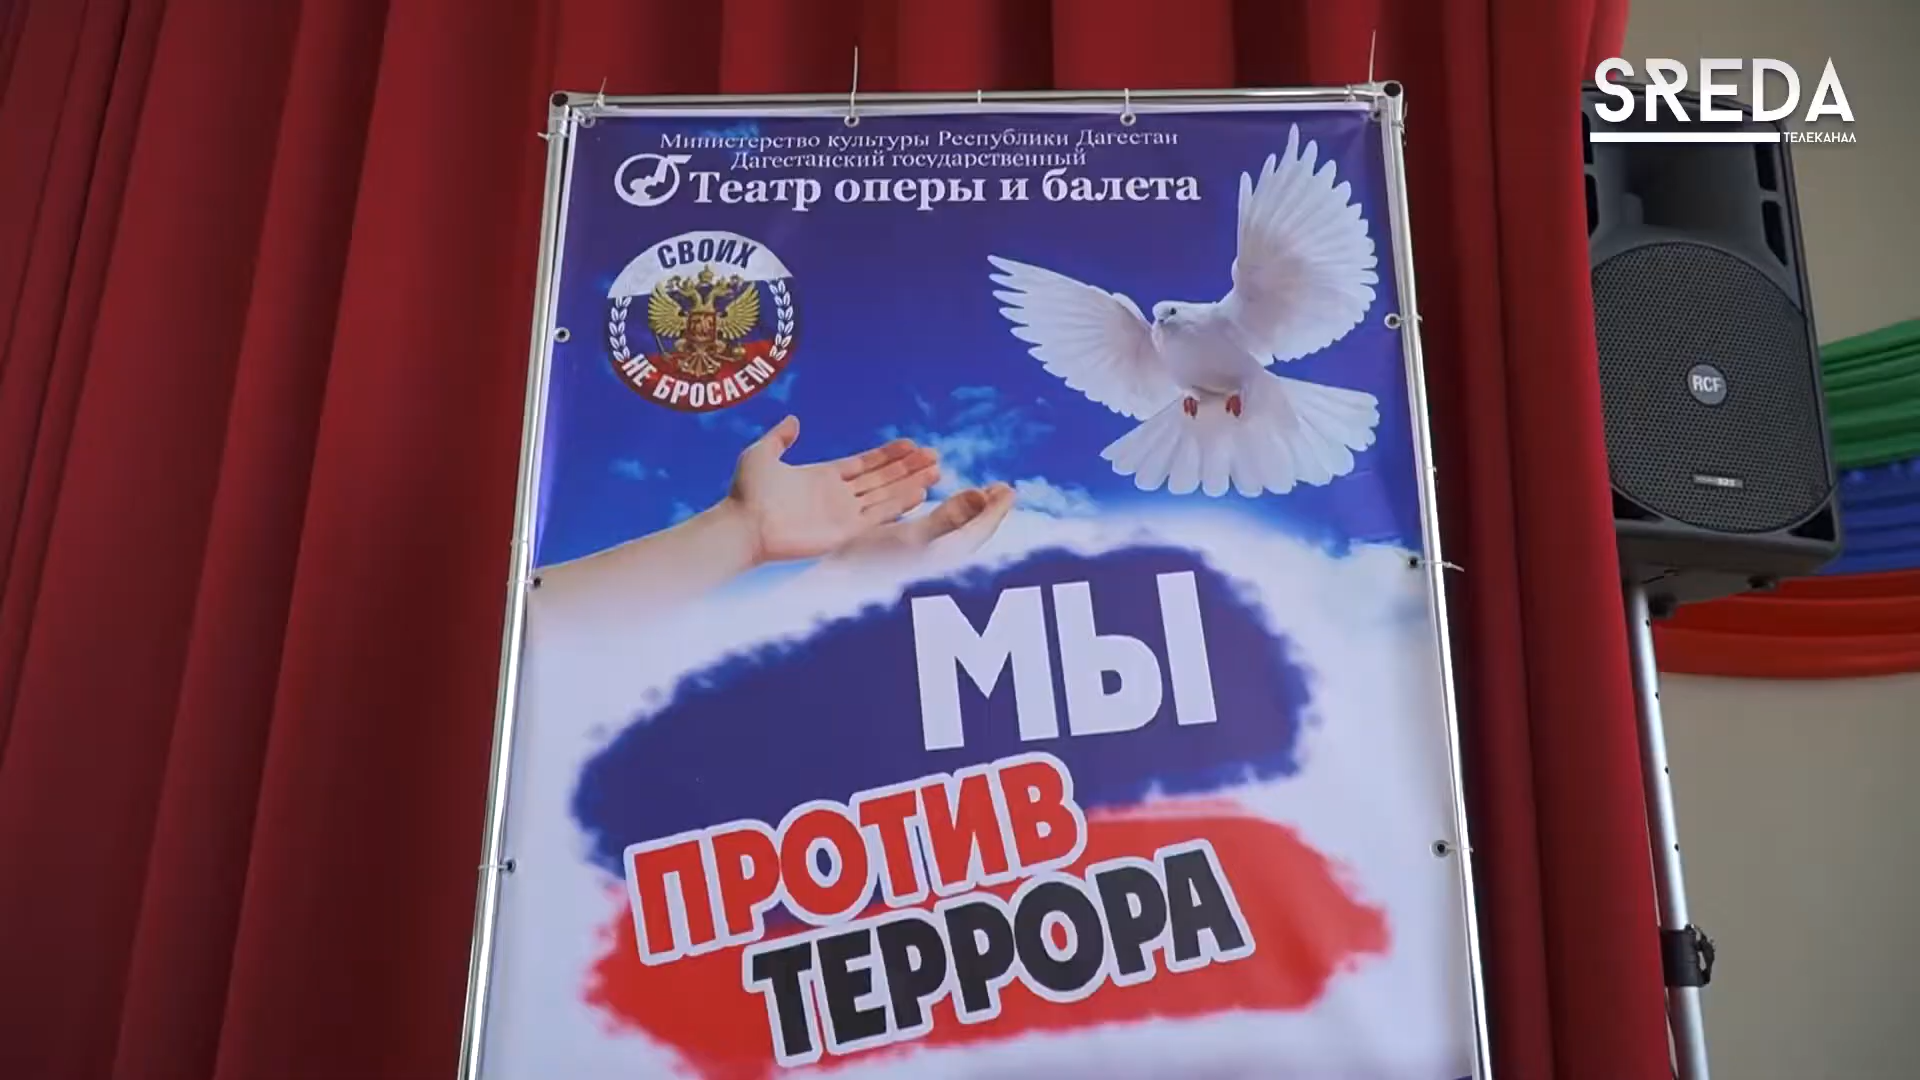 SREDA
ТЕЛЕКАНАЛ
Министерство культуры Республики Дагестан
Дагестанский государственный
Театр оперы и балета
СВОИХ
НЕ БРОСАЕМ
МЫ
ПРОТИВ
ТЕРРОРА
RCF